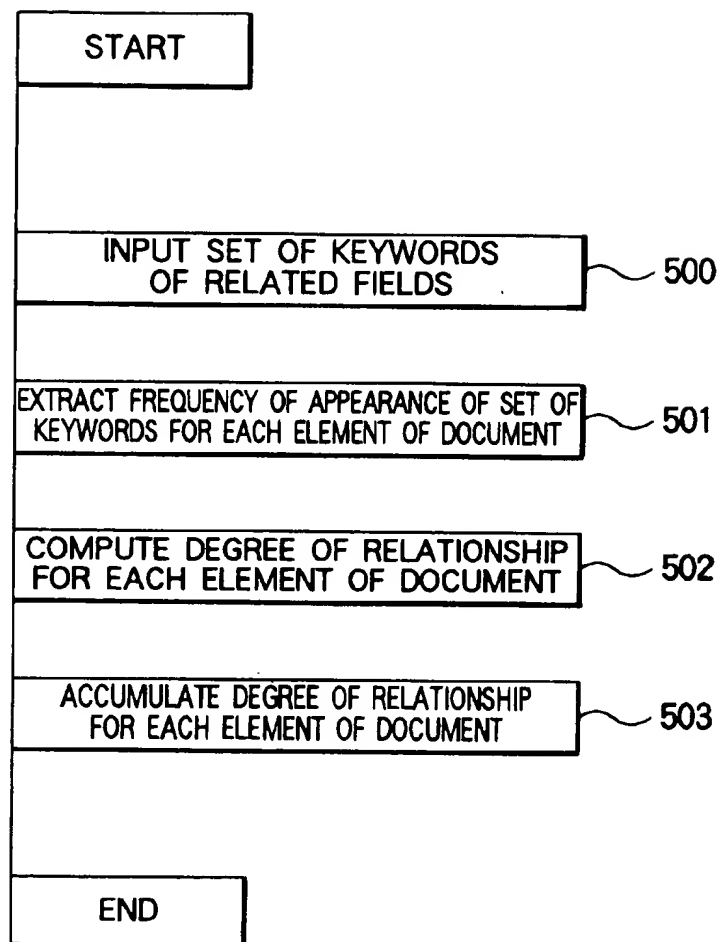 START
INPUT SET OF KEYWORDS
OF RELATED FIELDS
500
EXTRACT FREQUENCY OF APPEARANCE OF SET OF
KEYWORDS FOR EACH ELEMENT OF DOCUMENT
501
COMPUTE DEGREE OF RELATIONSHIP
FOR EACH ELEMENT OF DOCUMENT
502
ACCUMULATE DEGREE OF RELATIONSHIP
FOR EACH ELEMENT OF DOCUMENT
503
END